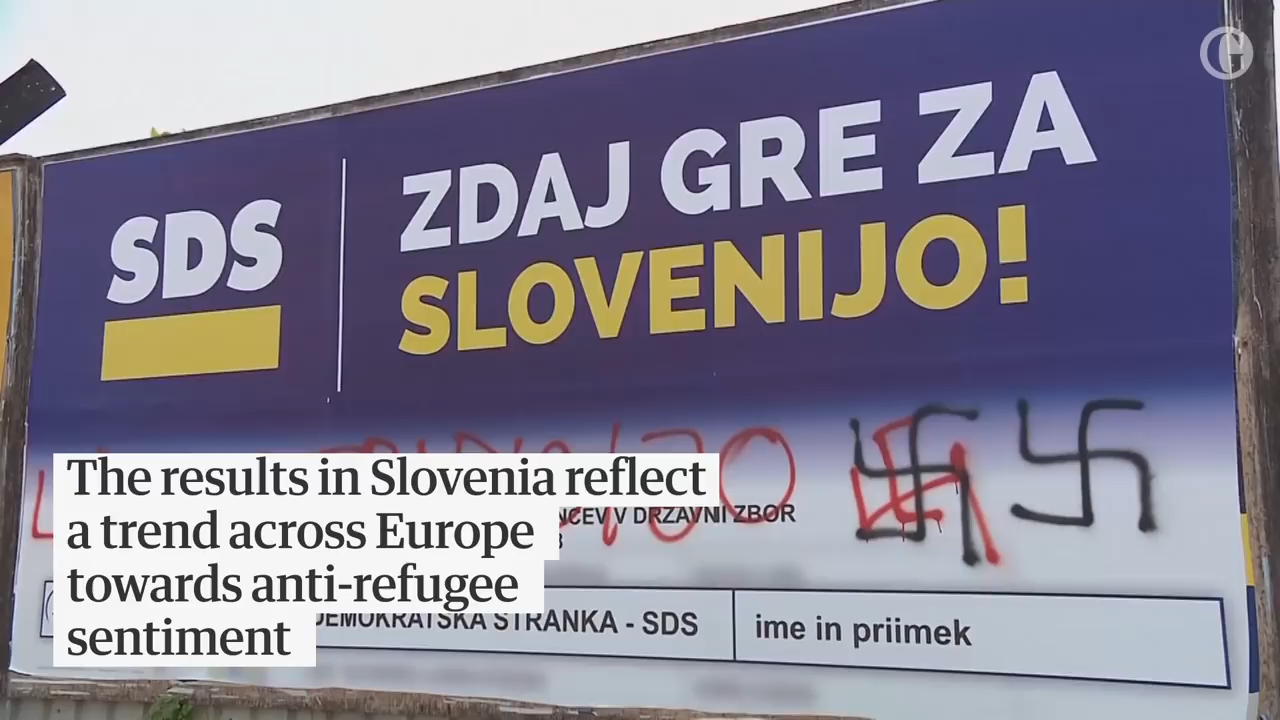 SDS
ZDAJ GRE ZA
SLOVENIJO!
V DRŽAVNI ZBOR
The results in Slovenia reflect
a trend across Europe
towards anti-refugee
sentiment
DEMOKRATSKA STRANKA - SDS
ime in priimek